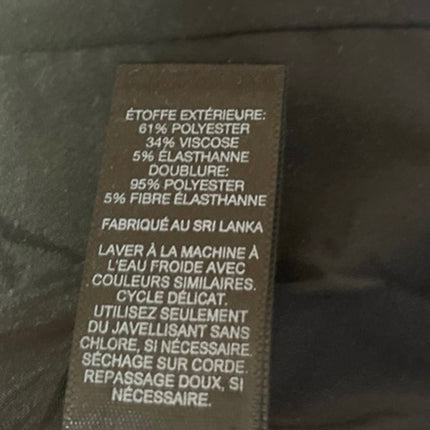 ÉTOFFE EXTÉRIEURE:
61% POLYESTER
34% VISCOSE
5% ÉLASTHANNE
DOUBLURE:
95% POLYESTER
5% FIBRE ÉLASTHANNE
FABRIQUÉ AU SRI LANKA
LAVER À LA MACHINE À
L'EAU FROIDE AVEC
COULEURS SIMILAIRES.
CYCLE DÉLICAT.
UTILISEZ SEULEMENT
DU JAVELLISANT SANS
CHLORE, SI NÉCESSAIRE.
SÉCHAGE SUR CORDE.
REPASSAGE DOUX, SI
NÉCESSAIRE.